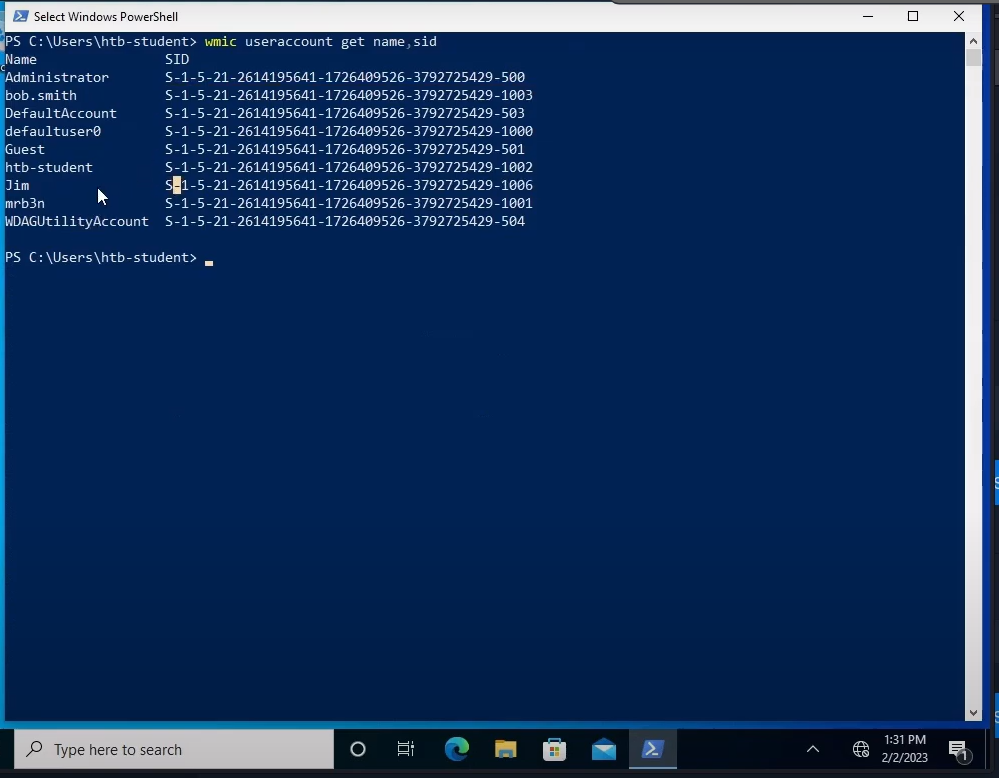 Select Windows PowerShell
PS C:\Users\htb-student> wmic useraccount get name,sid
Name                SID
Administrator       S-1-5-21-2614195641-1726409526-3792725429-500
bob.smith           S-1-5-21-2614195641-1726409526-3792725429-1003
DefaultAccount      S-1-5-21-2614195641-1726409526-3792725429-503
defaultuser0        S-1-5-21-2614195641-1726409526-3792725429-1000
Guest               S-1-5-21-2614195641-1726409526-3792725429-501
htb-student         S-1-5-21-2614195641-1726409526-3792725429-1002
Jim                 S-1-5-21-2614195641-1726409526-3792725429-1006
mrb3n               S-1-5-21-2614195641-1726409526-3792725429-1001
WDAGUtilityAccount  S-1-5-21-2614195641-1726409526-3792725429-504
PS C:\Users\htb-student>
Type here to search
1:31 PM
2/2/2023
1